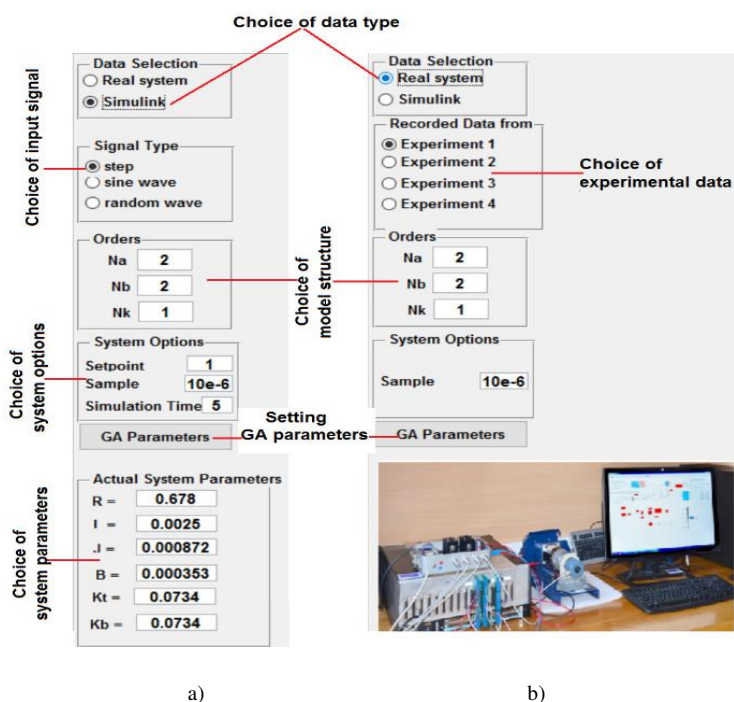 Choice of data type
Data Selection
Real system
Simulink
Choice of input signal
Signal Type
step
sine wave
random wave
Orders
Na 2
Nb 2
Nk 1
Choice of
system options
System Options
Setpoint 1
Sample 10e-6
Simulation Time 5
GA Parameters
Choice of
system parameters
Actual System Parameters
R = 0.678
l = 0.0025
.J = 0.000872
B = 0.000353
Kt = 0.0734
Kb = 0.0734
a)
Choice of
model structure
Setting
GA parameters
Data Selection
Real system
Simulink
Recorded Data from
Experiment 1
Experiment 2
Experiment 3
Experiment 4
Choice of
experimental data
Orders
Na 2
Nb 2
Nk 1
System Options
Sample 10e-6
GA Parameters
b)